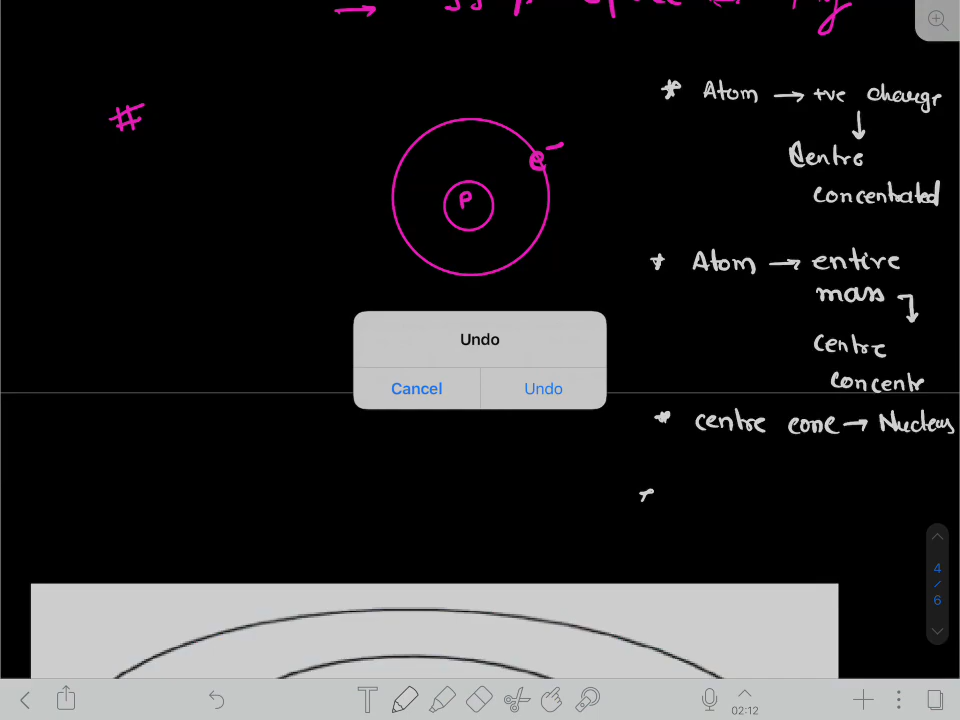 #
e -
P
* Atom → +ve charge
↓
Centre
concentrated
* Atom → entire
mass
↓
centre
concentr
* centre core → Nucleus
Undo
Cancel Undo
4
/
6
T
02:12